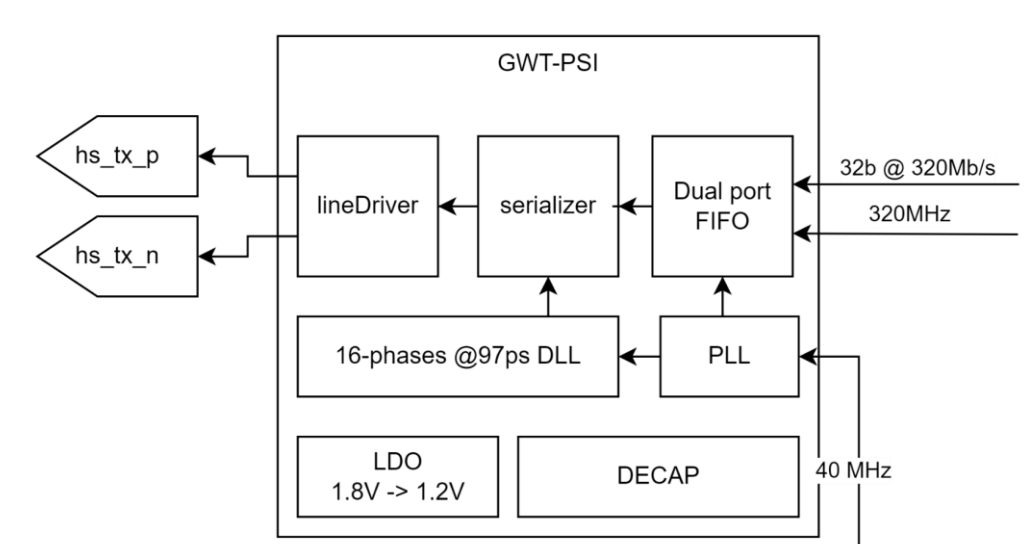 GWT-PSI
hs_tx_p
hs_tx_n
lineDriver
serializer
Dual port
FIFO
32b @ 320Mb/s
320MHz
16-phases @97ps DLL
PLL
LDO
1.8V -> 1.2V
DECAP
40 MHz